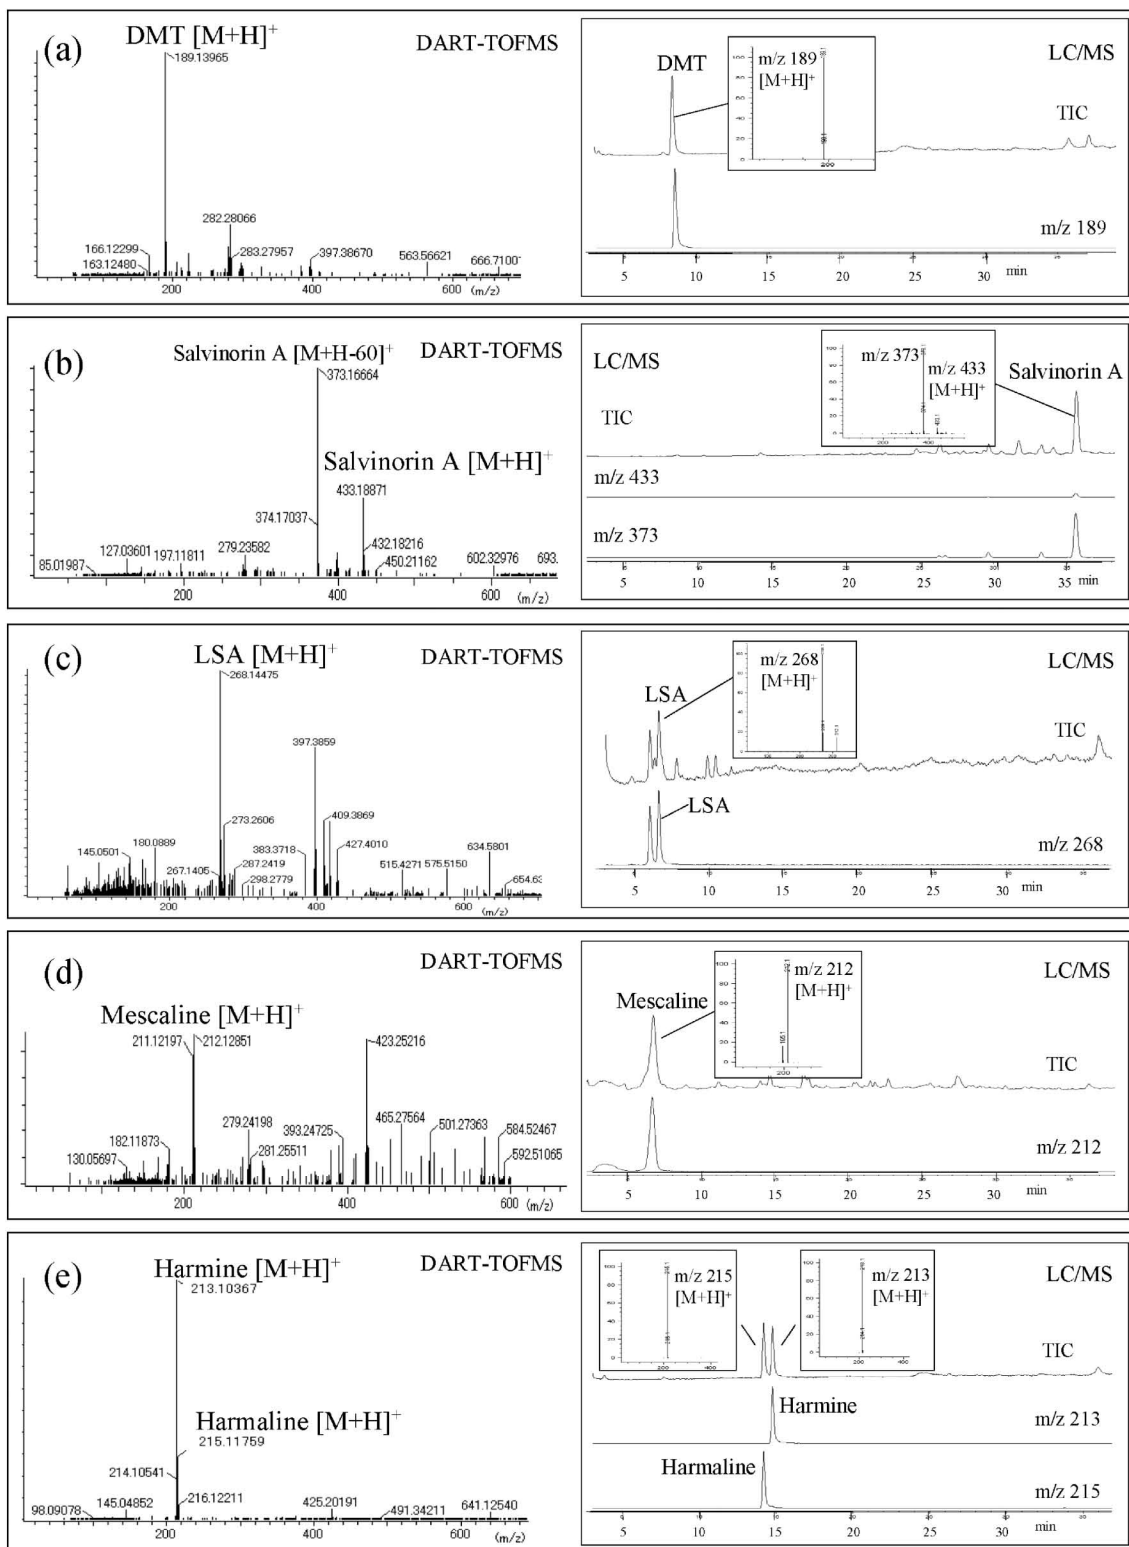 (a)
DMT [M+H]+
DART-TOFMS
189.13965
282.28066
166.12299
163.12480
283.27957
397.38670
563.56621
666.7100
200
400
600
(m/z)
LC/MS
DMT
m/z 189
[M+H]+
100
80
60
40
20
0
200
TIC
m/z 189
5
10
15
20
25
30
min
(b)
Salvinorin A [M+H-60]+
DART-TOFMS
373.16664
Salvinorin A [M+H]+
433.18871
374.17037
127.03601
197.11811
279.23582
432.18216
450.21162
85.01987
602.32976
693.
200
400
600
(m/z)
LC/MS
m/z 373
m/z 433
[M+H]+
Salvinorin A
TIC
m/z 433
m/z 373
5
10
15
20
25
30
35
min
(c)
LSA [M+H]+
DART-TOFMS
268.14475
397.3859
273.2606
409.3869
180.0889
145.0501
383.3718
427.4010
634.5801
267.1405
287.2419
298.2779
515.4271
575.5150
654.63
200
400
600
(m/z)
LC/MS
m/z 268
[M+H]+
LSA
TIC
LSA
m/z 268
5
10
15
20
25
30
min
(d)
DART-TOFMS
Mescaline [M+H]+
211.12197
212.12851
423.25216
279.24198
393.24725
465.27564
501.27363
584.52467
182.11873
130.05697
281.25511
592.51065
200
400
600
(m/z)
LC/MS
m/z 212
[M+H]+
Mescaline
TIC
m/z 212
5
10
15
20
25
30
min
(e)
DART-TOFMS
Harmine [M+H]+
213.10367
Harmaline [M+H]+
215.11759
214.10541
216.12211
98.09078
145.04852
425.20191
491.34211
641.12540
200
400
600
(m/z)
LC/MS
m/z 215
[M+H]+
m/z 213
[M+H]+
TIC
Harmine
m/z 213
Harmaline
m/z 215
5
10
15
20
25
30
min